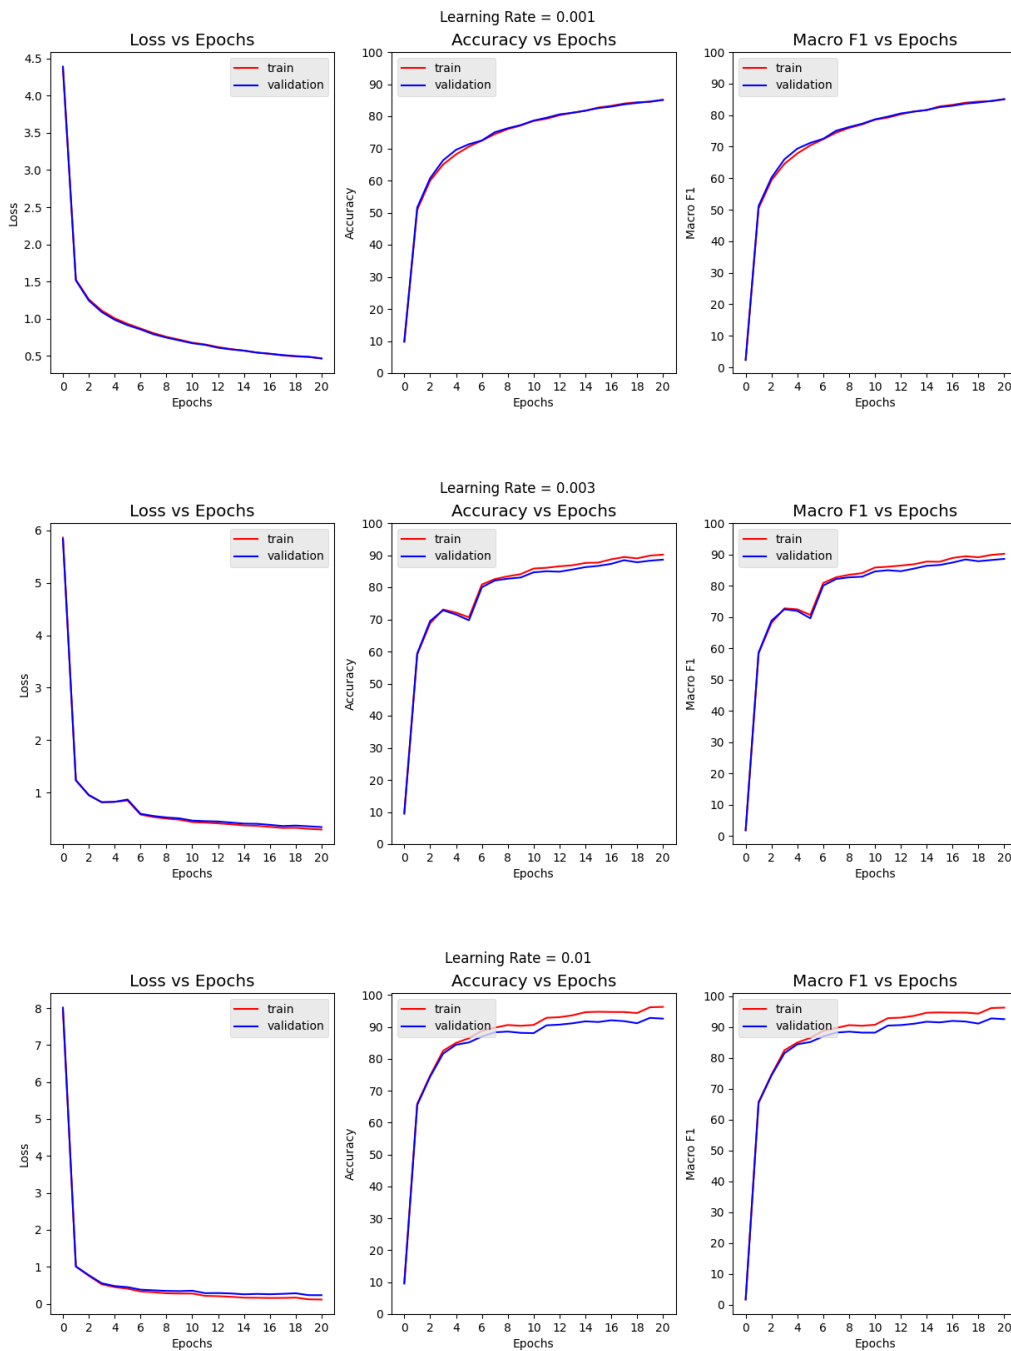 Learning Rate = 0.001
Loss vs Epochs
Accuracy vs Epochs
Macro F1 vs Epochs
train
validation
train
validation
train
validation
4.5
4.0
3.5
3.0
2.5
2.0
1.5
1.0
0.5
Loss
0 2 4 6 8 10 12 14 16 18 20
Epochs
100
90
80
70
60
50
40
30
20
10
0
Accuracy
0 2 4 6 8 10 12 14 16 18 20
Epochs
100
90
80
70
60
50
40
30
20
10
0
Macro F1
0 2 4 6 8 10 12 14 16 18 20
Epochs
Learning Rate = 0.003
Loss vs Epochs
Accuracy vs Epochs
Macro F1 vs Epochs
train
validation
train
validation
train
validation
6
5
4
3
2
1
Loss
0 2 4 6 8 10 12 14 16 18 20
Epochs
100
90
80
70
60
50
40
30
20
10
0
Accuracy
0 2 4 6 8 10 12 14 16 18 20
Epochs
100
90
80
70
60
50
40
30
20
10
0
Macro F1
0 2 4 6 8 10 12 14 16 18 20
Epochs
Learning Rate = 0.01
Loss vs Epochs
Accuracy vs Epochs
Macro F1 vs Epochs
train
validation
train
validation
train
validation
8
7
6
5
4
3
2
1
0
Loss
0 2 4 6 8 10 12 14 16 18 20
Epochs
100
90
80
70
60
50
40
30
20
10
0
Accuracy
0 2 4 6 8 10 12 14 16 18 20
Epochs
100
90
80
70
60
50
40
30
20
10
0
Macro F1
0 2 4 6 8 10 12 14 16 18 20
Epochs